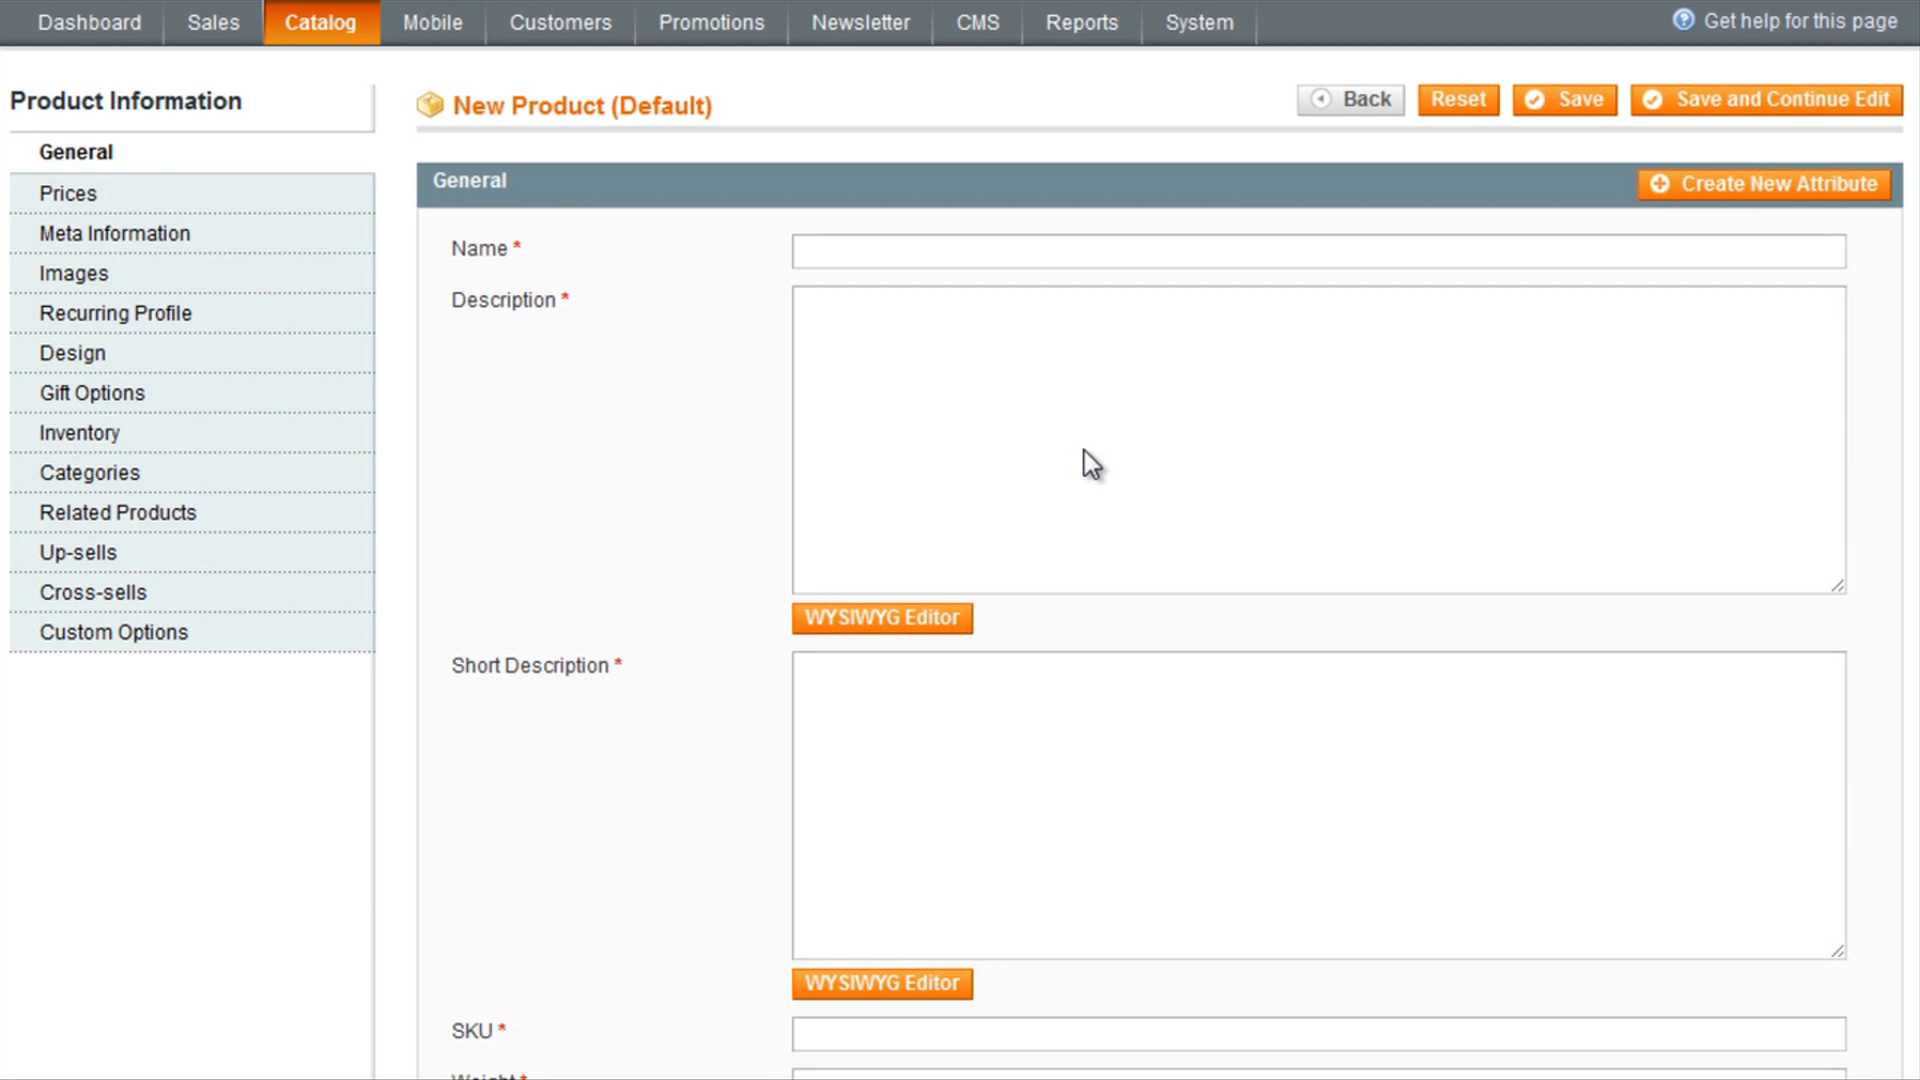 Dashboard Sales Catalog Mobile Customers Promotions Newsletter CMS Reports System Get help for this page
Product Information
General
Prices
Meta Information
Images
Recurring Profile
Design
Gift Options
Inventory
Categories
Related Products
Up-sells
Cross-sells
Custom Options
New Product (Default)
Back Reset Save Save and Continue Edit
General Create New Attribute
Name *
Description *
WYSIWYG Editor
Short Description *
WYSIWYG Editor
SKU *
Weight *